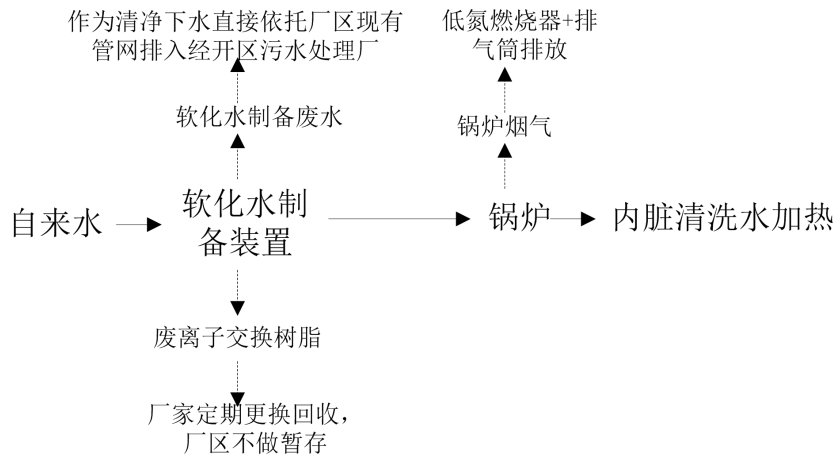 作为清净下水直接依托厂区现有
管网排入经开区污水处理厂
低氮燃烧器+排
气筒排放
软化水制备废水
锅炉烟气
自来水
软化水制
备装置
锅炉
内脏清洗水加热
废离子交换树脂
厂家定期更换回收，
厂区不做暂存